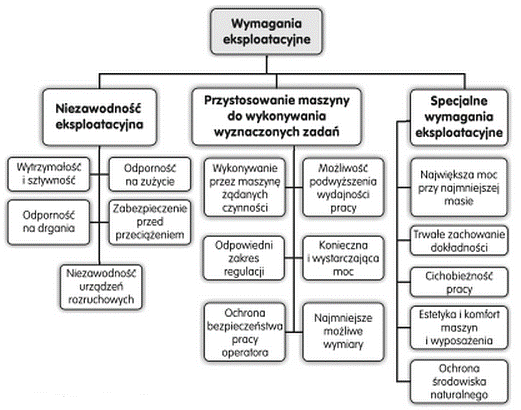 Wymagania
eksploatacyjne
Niezawodność
eksploatacyjna
Przystosowanie maszyny
do wykonywania
wyznaczonych zadań
Specjalne
wymagania
eksploatacyjne
Wytrzymałość
i sztywność
Odporność
na zużycie
Odporność
na drgania
Zabezpieczenie
przed
przeciążeniem
Niezawodność
urządzeń
rozruchowych
Wykonywanie
przez maszynę
żądanych
czynności
Możliwość
podwyższenia
wydajności
pracy
Odpowiedni
zakres
regulacji
Konieczna
i wystarczająca
moc
Ochrona
bezpieczeństwa
pracy
operatora
Najmniejsze
możliwe
wymiary
Największa moc
przy najmniejszej
masie
Trwałe zachowanie
dokładności
Cichobieżność
pracy
Estetyka i komfort
maszyn
i wyposażenia
Ochrona
środowiska
naturalnego